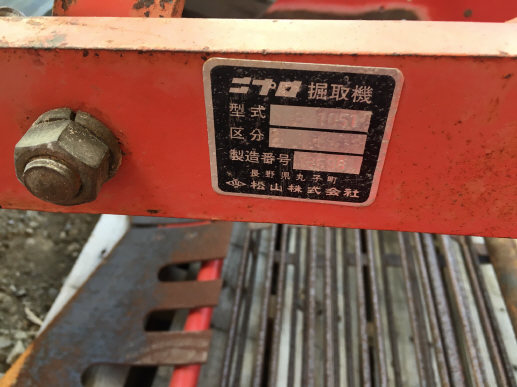 ニプロ 掘取機
型式 1051
区分
製造番号
長野県丸子町
松山株式会社